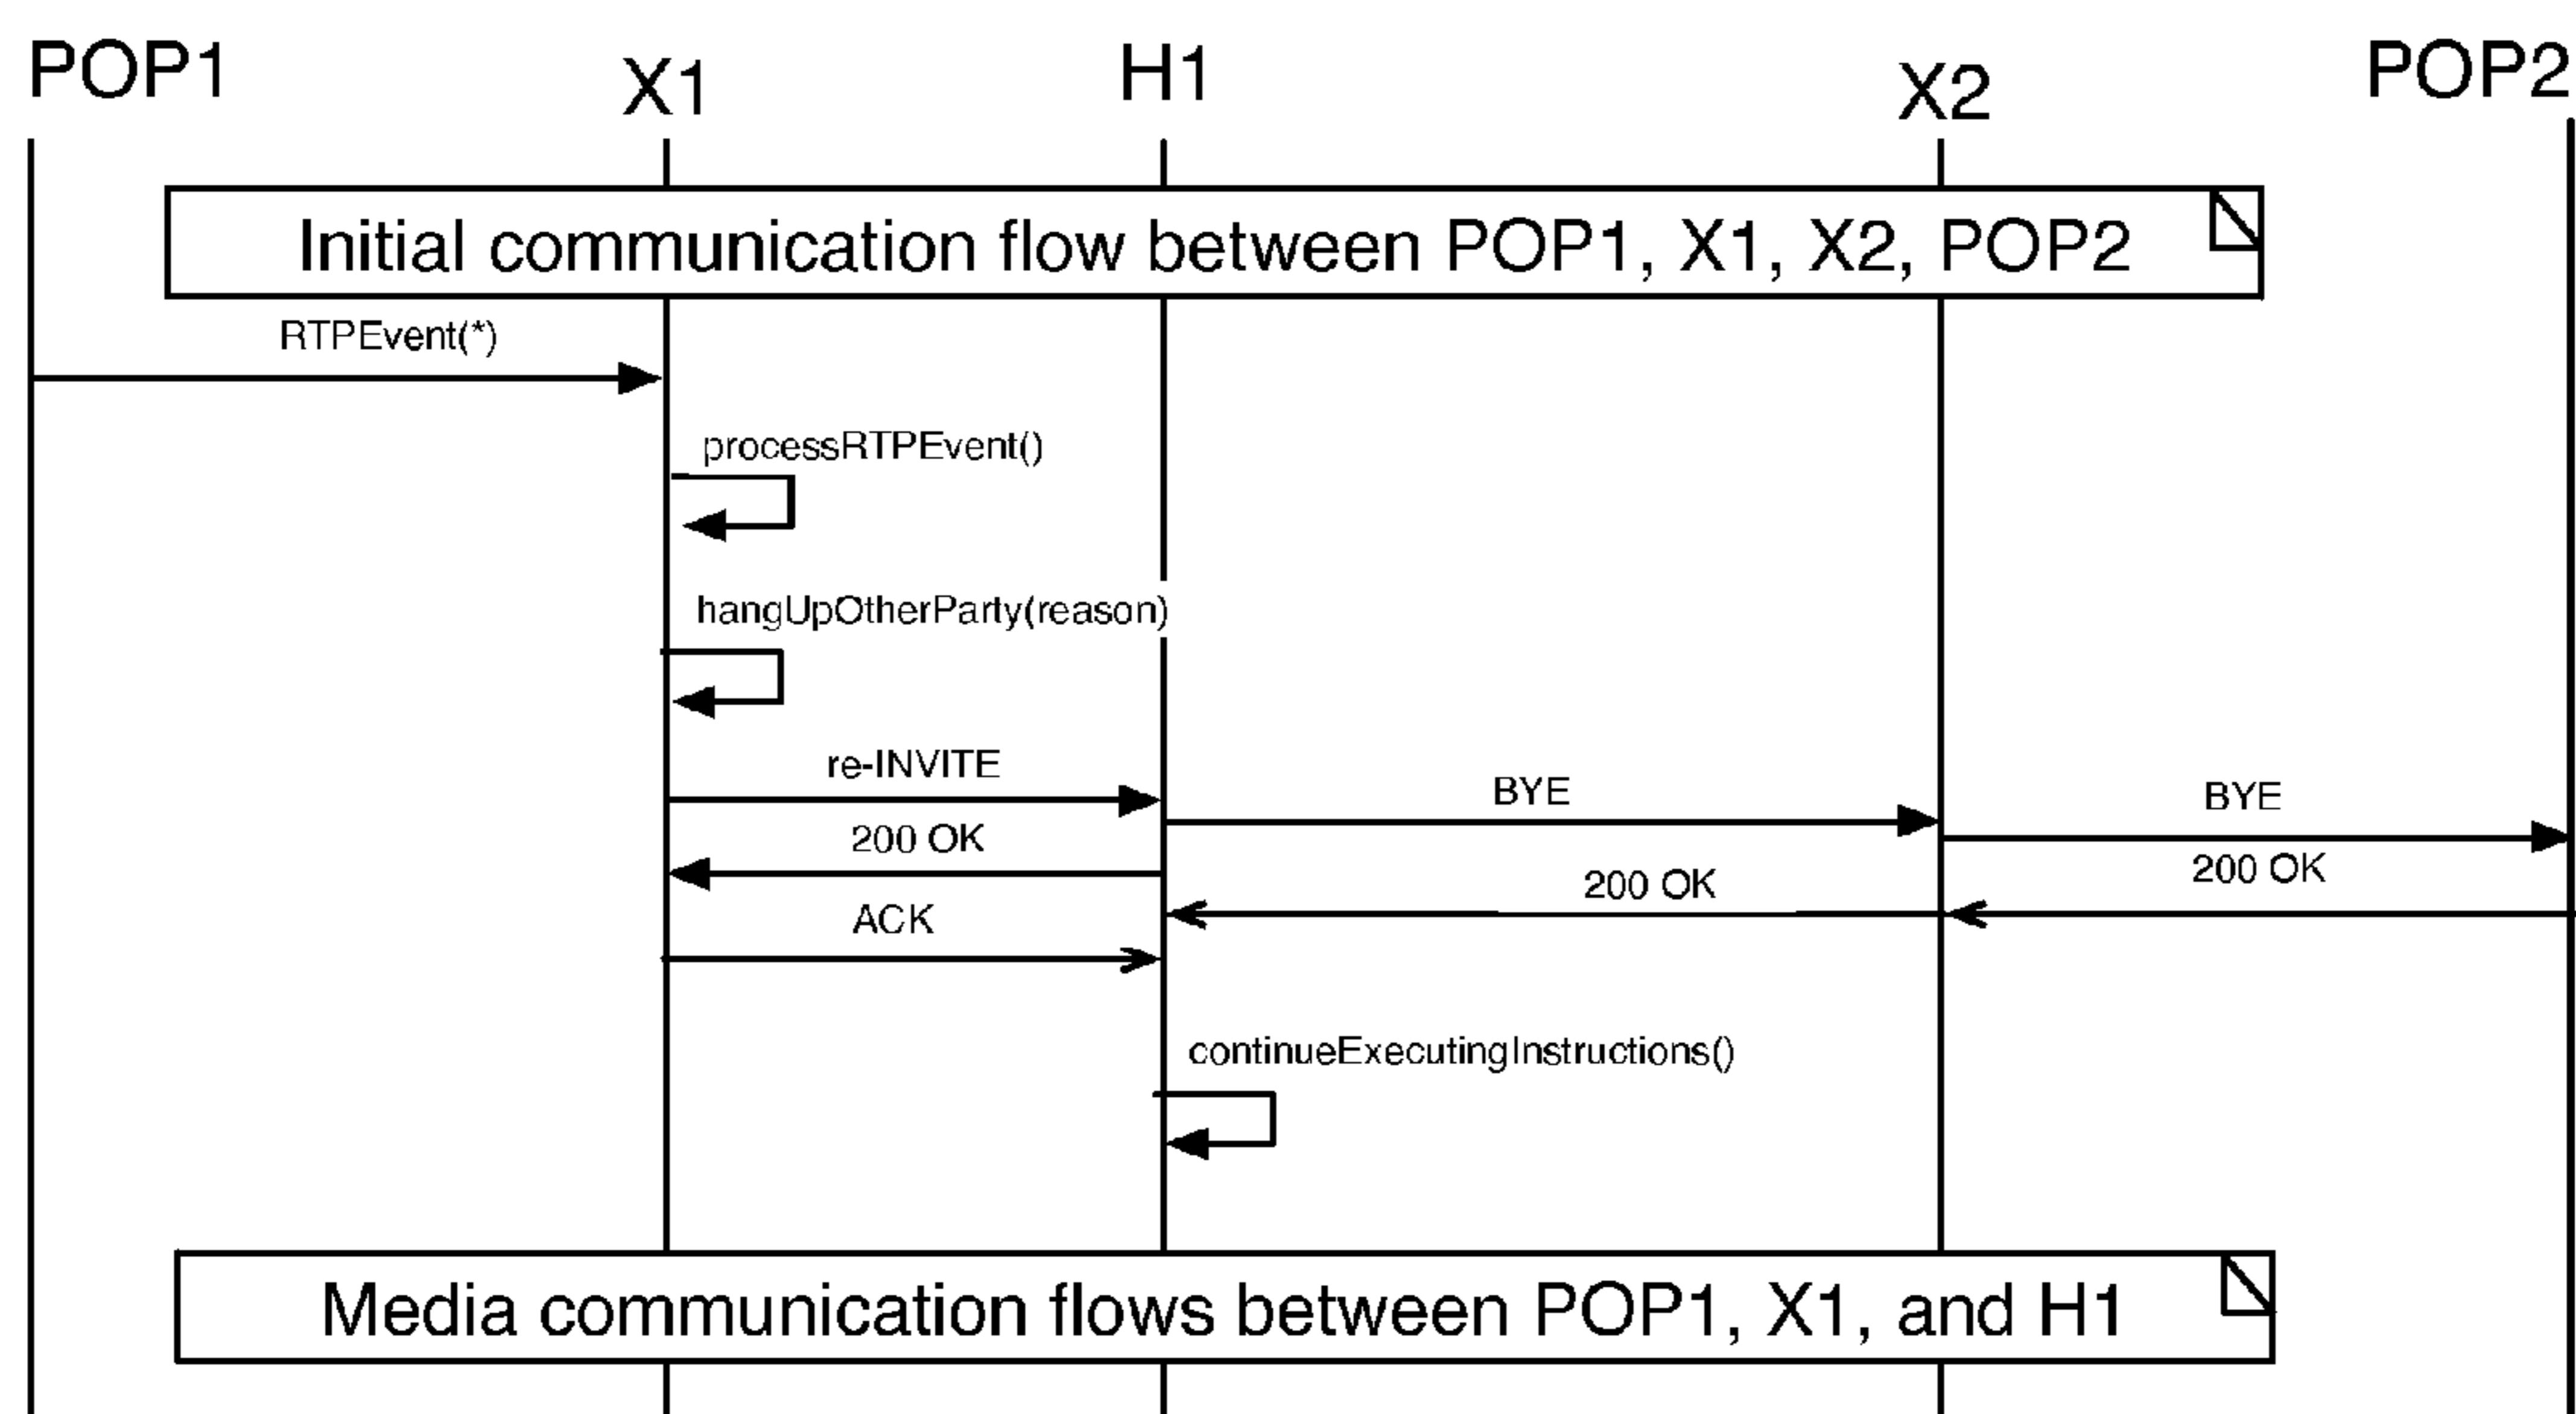 POP1
X1
H1
X2
POP2
Initial communication flow between POP1, X1, X2, POP2
RTPEvent(*)
processRTPEvent()
hangUpOtherParty(reason)
re-INVITE
BYE
BYE
200 OK
200 OK
200 OK
ACK
continueExecutingInstructions()
Media communication flows between POP1, X1, and H1